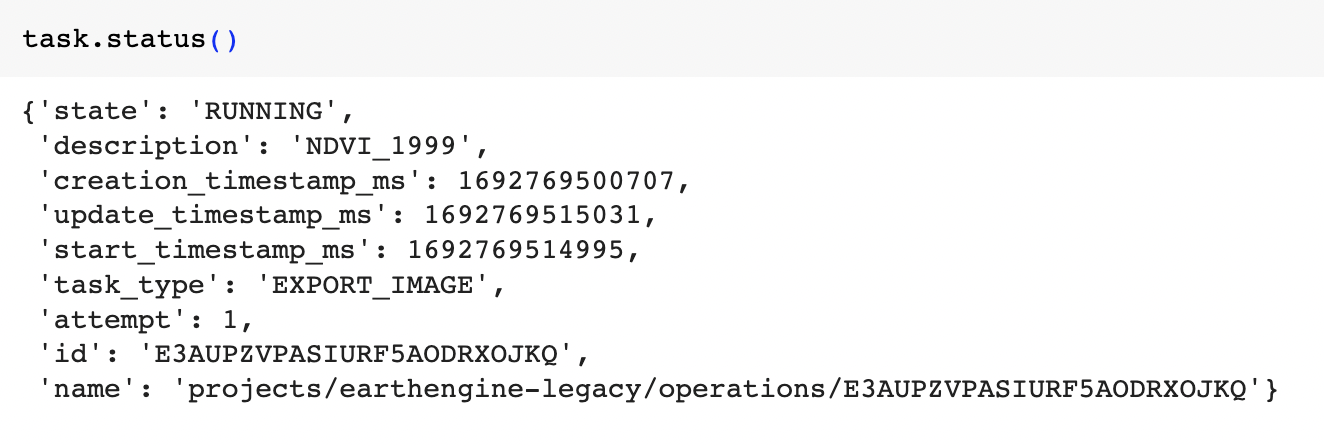 task.status()
{'state': 'RUNNING',
'description': 'NDVI_1999',
'creation_timestamp_ms': 1692769500707,
'update_timestamp_ms': 1692769515031,
'start_timestamp_ms': 1692769514995,
'task_type': 'EXPORT_IMAGE',
'attempt': 1,
'id': 'E3AUPZVPASIURF5AODRXOJKQ',
'name': 'projects/earthengine-legacy/operations/E3AUPZVPASIURF5AODRXOJKQ'}